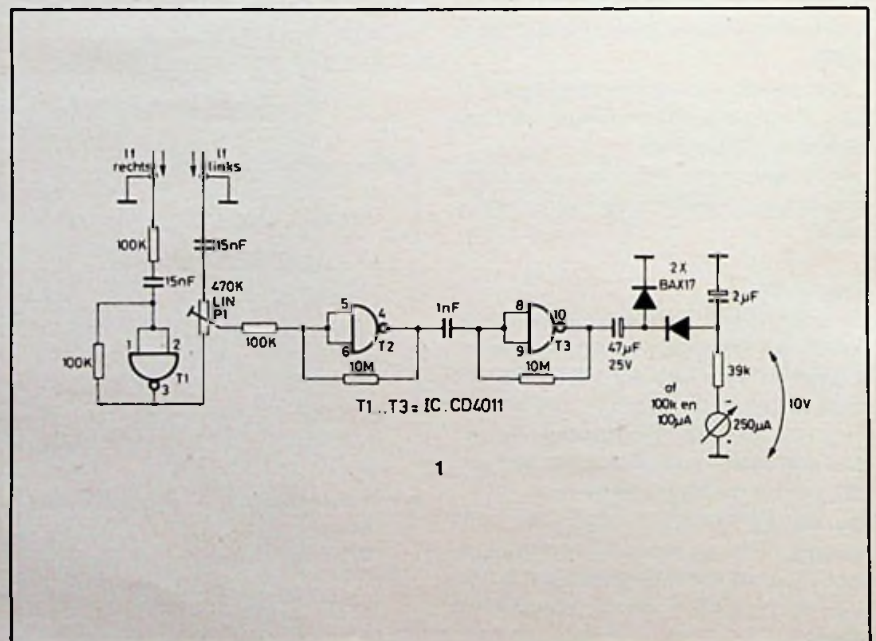 lf
rechts
lf
links
100K
15nF
15nF
470K
LIN
P1
100K
1
2
T1
3
100K
5
6
4
T2
10M
1nF
8
9
10
T3
10M
47µF
25V
2X
BAX17
2µF
39k
of
100k en
100µA
-
250µA
+
10V
T1..T3= IC.CD4011
1